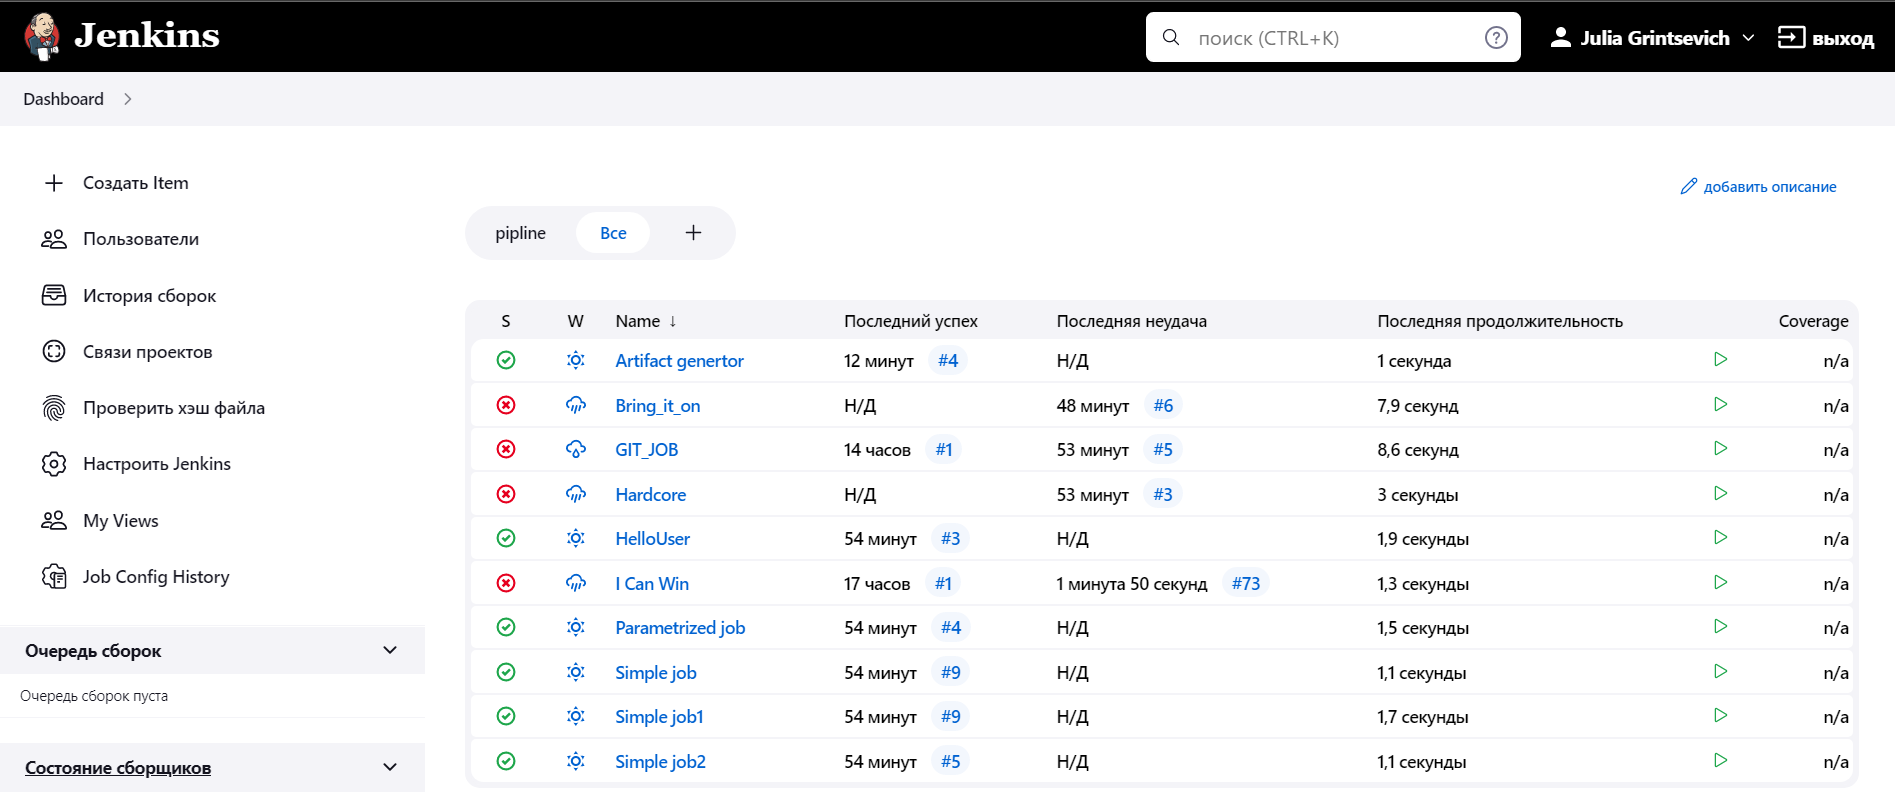 Jenkins
поиск (CTRL+K)
Julia Grintsevich
выход
Dashboard
Создать Item
Пользователи
История сборок
Связи проектов
Проверить хэш файла
Настроить Jenkins
My Views
Job Config History
Очередь сборок
Очередь сборок пуста
Состояние сборщиков
добавить описание
pipline Все
S W Name ↓ Последний успех Последняя неудача Последняя продолжительность Coverage
Artifact genertor 12 минут #4 Н/Д 1 секунда n/a
Bring_it_on Н/Д 48 минут #6 7,9 секунд n/a
GIT_JOB 14 часов #1 53 минут #5 8,6 секунд n/a
Hardcore Н/Д 53 минут #3 3 секунды n/a
HelloUser 54 минут #3 Н/Д 1,9 секунды n/a
I Can Win 17 часов #1 1 минута 50 секунд #73 1,3 секунды n/a
Parametrized job 54 минут #4 Н/Д 1,5 секунды n/a
Simple job 54 минут #9 Н/Д 1,1 секунды n/a
Simple job1 54 минут #9 Н/Д 1,7 секунды n/a
Simple job2 54 минут #5 Н/Д 1,1 секунды n/a